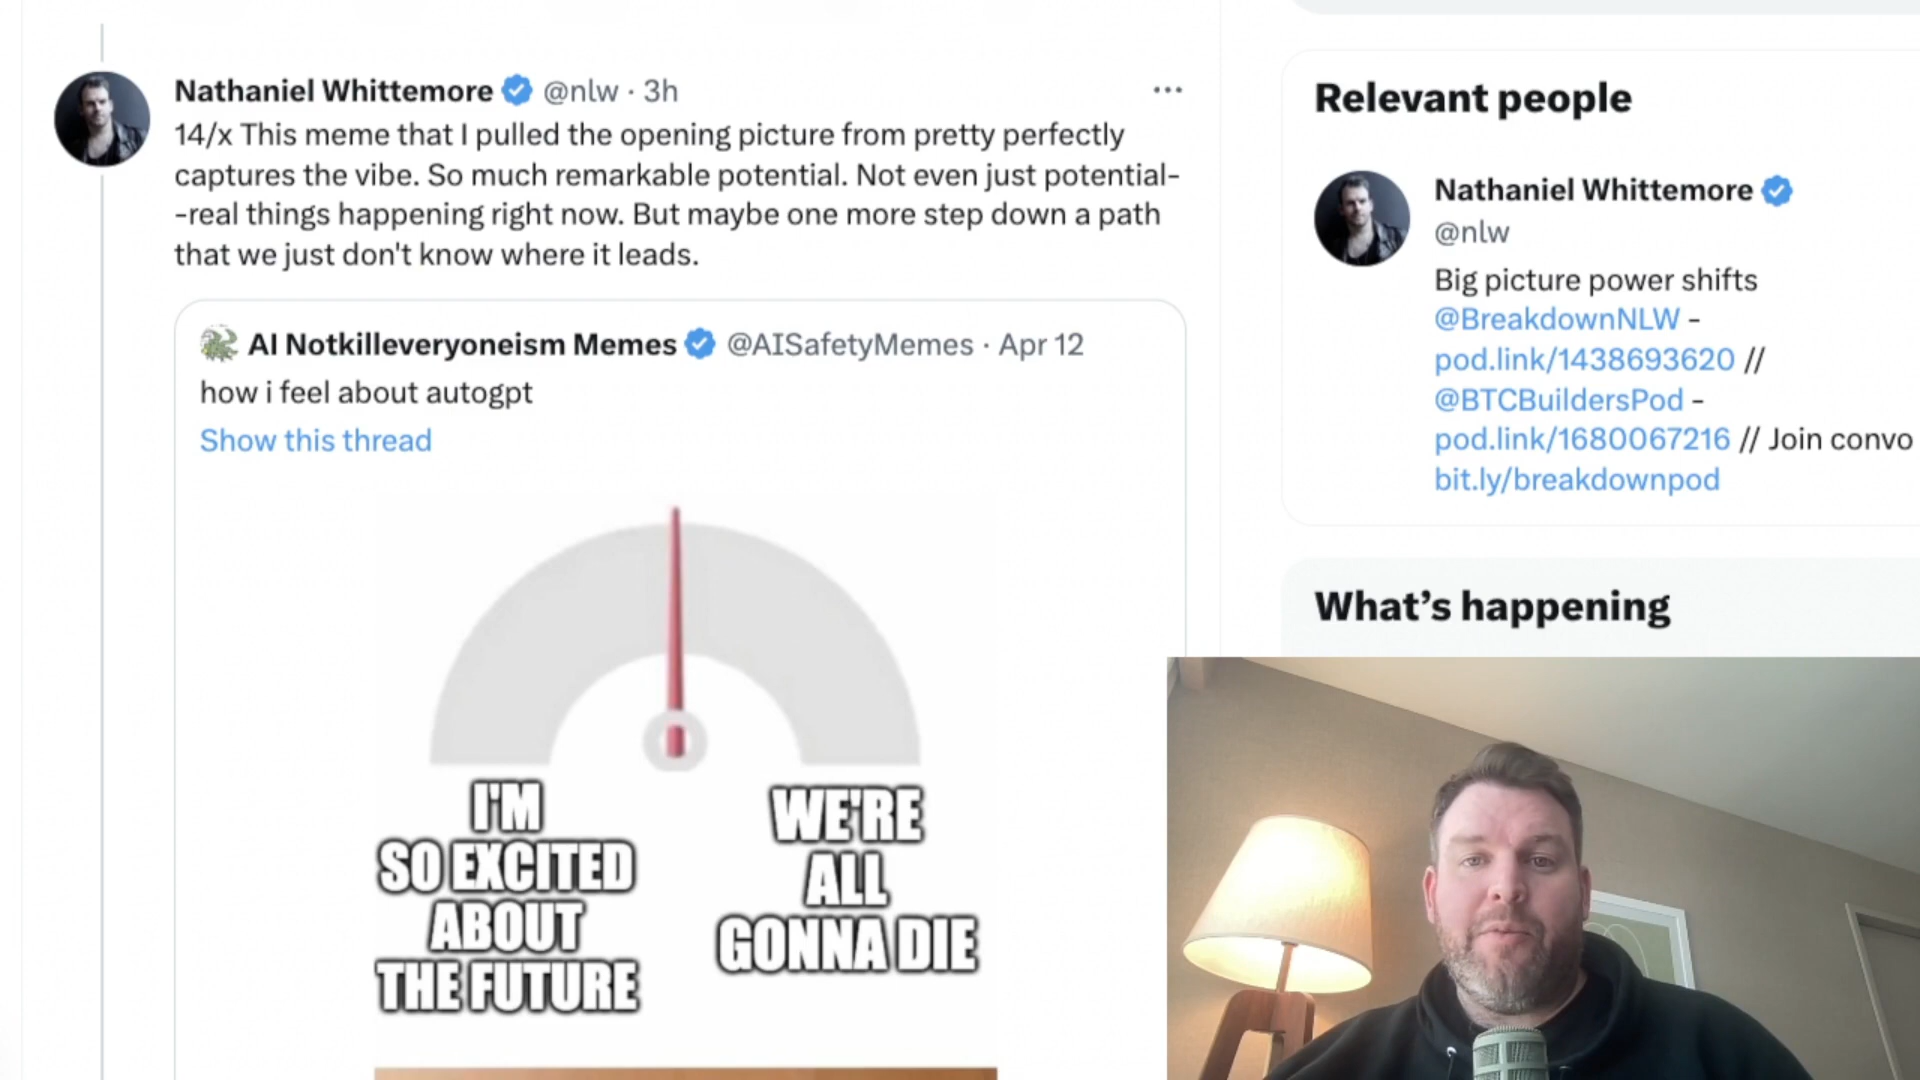 Nathaniel Whittemore @nlw · 3h
14/x This meme that I pulled the opening picture from pretty perfectly
captures the vibe. So much remarkable potential. Not even just potential-
-real things happening right now. But maybe one more step down a path
that we just don't know where it leads.
AI Notkilleveryoneism Memes @AISafetyMemes · Apr 12
how i feel about autogpt
Show this thread
I'M
SO EXCITED
ABOUT
THE FUTURE
WE'RE
ALL
GONNA DIE
Relevant people
Nathaniel Whittemore
@nlw
Big picture power shifts
@BreakdownNLW -
pod.link/1438693620 //
@BTCBuildersPod -
pod.link/1680067216 // Join convo
bit.ly/breakdownpod
What's happening